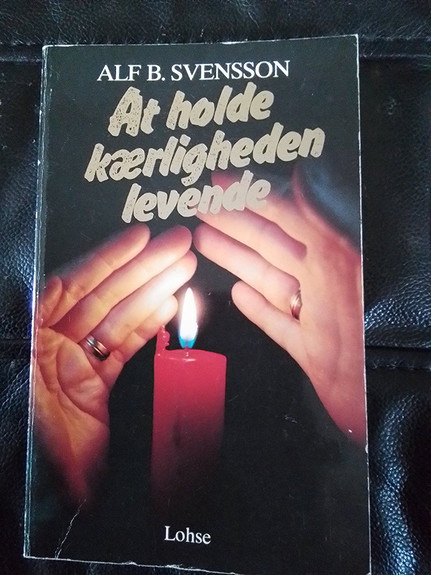 ALF B. SVENSSON
At holde
kærligheden
levende
Lohse